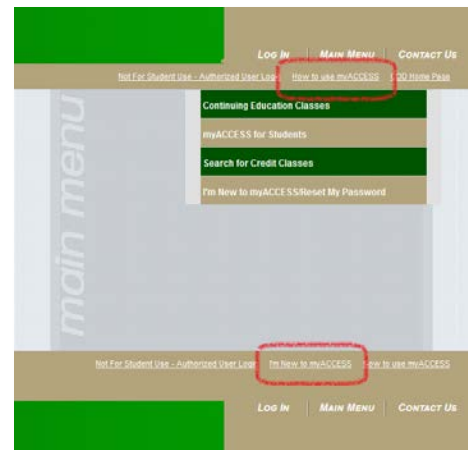 LOG IN MAIN MENU CONTACT US
Not For Student Use - Authorized User Login How to use myACCESS COD Home Page
Continuing Education Classes
myACCESS for Students
Search for Credit Classes
I'm New to myACCESS/Reset My Password
main menu
Not For Student Use - Authorized User Login I'm New to myACCESS How to use myACCESS
LOG IN MAIN MENU CONTACT US